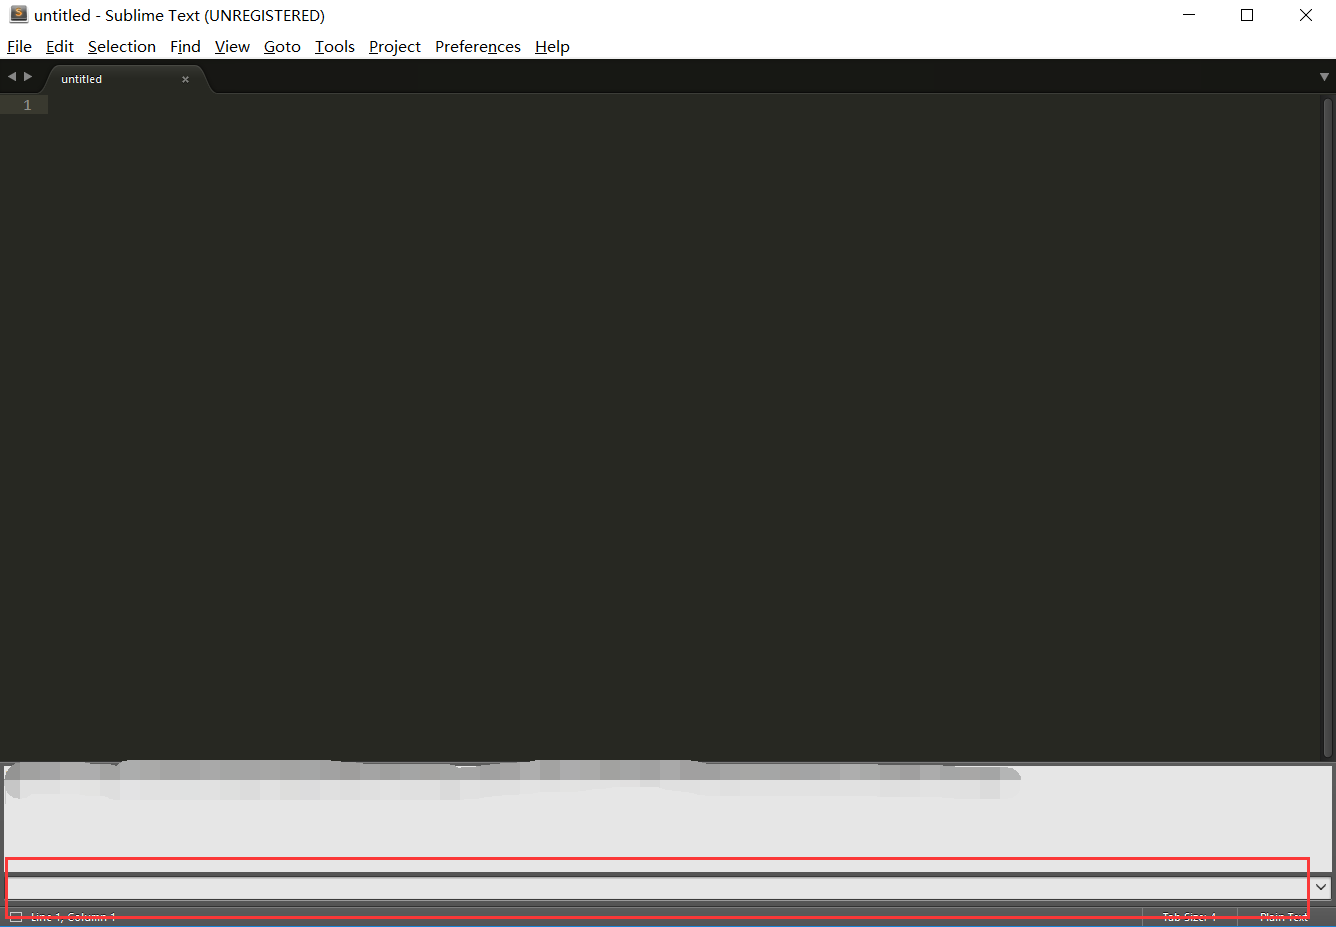 untitled - Sublime Text (UNREGISTERED)
File Edit Selection Find View Goto Tools Project Preferences Help
untitled
1
Line 1, Column 1 Tab Size: 4 Plain Text